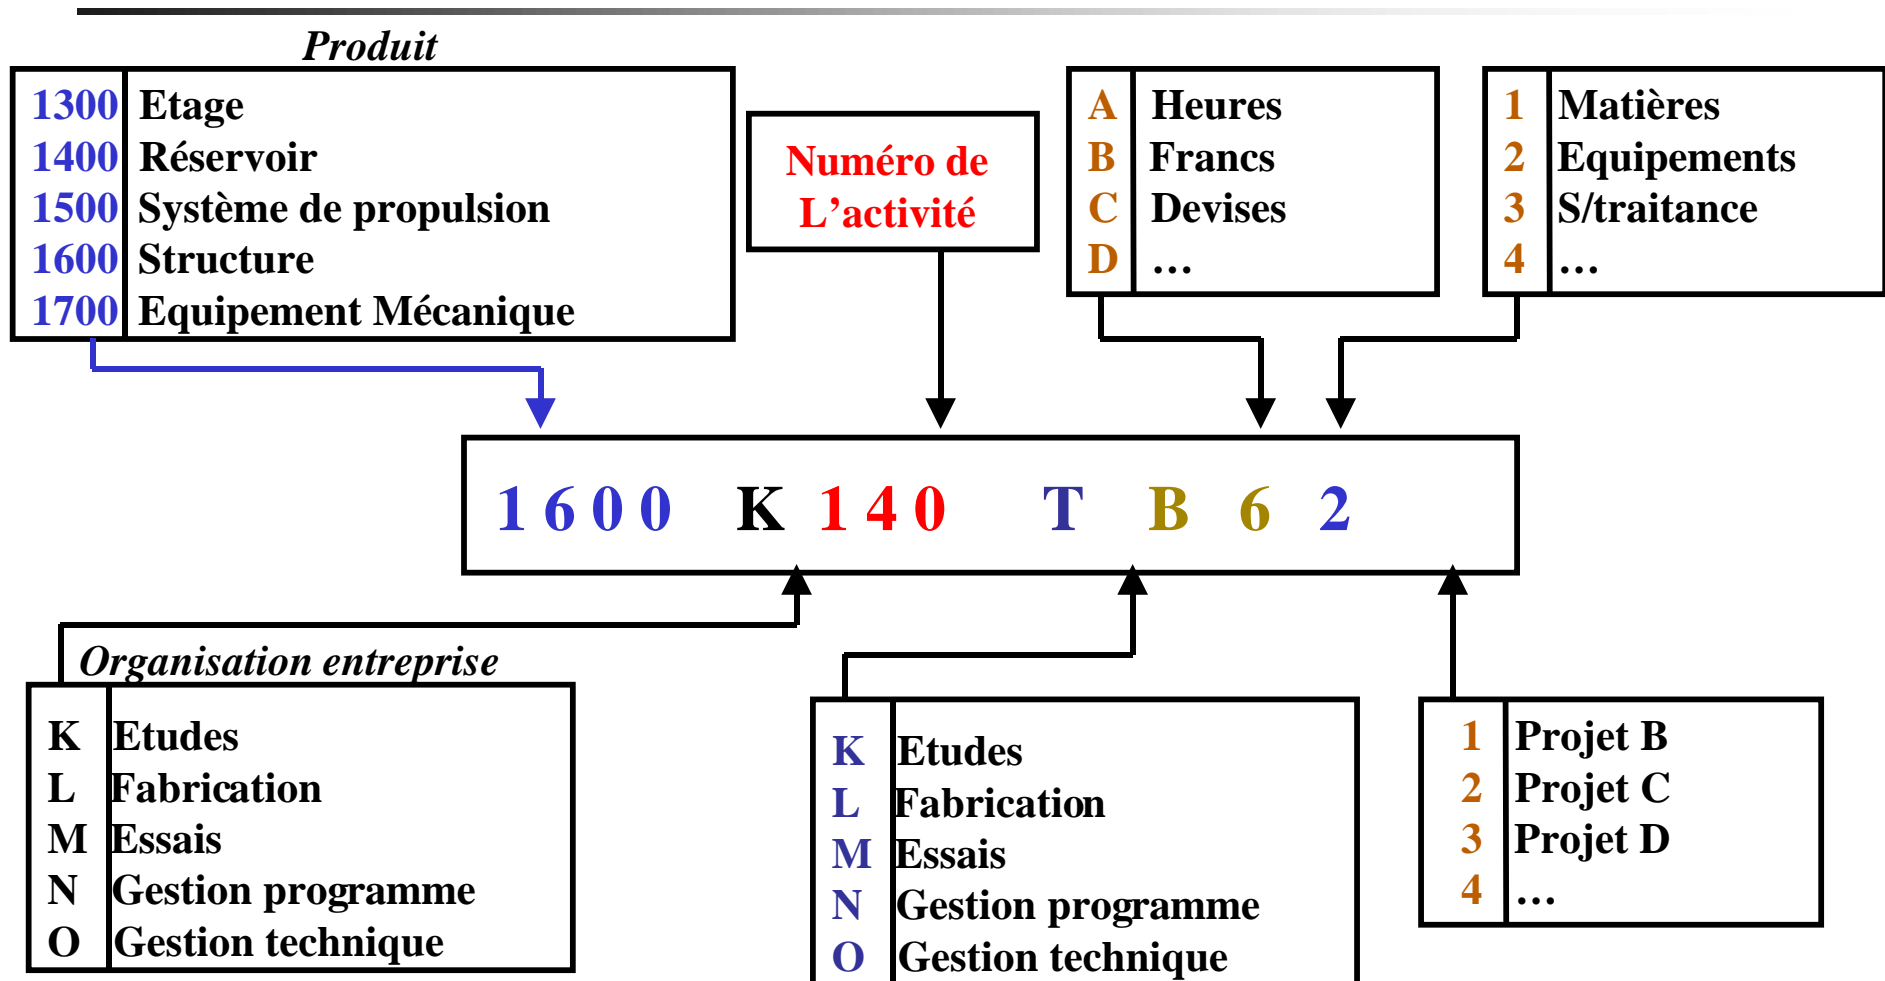 Produit
1300 Etage
1400 Réservoir
1500 Système de propulsion
1600 Structure
1700 Equipement Mécanique
Numéro de
L’activité
A Heures
B Francs
C Devises
D …
1 Matières
2 Equipements
3 S/traitance
4 …
1 6 0 0 K 1 4 0 T B 6 2
Organisation entreprise
K Etudes
L Fabrication
M Essais
N Gestion programme
O Gestion technique
K Etudes
L Fabrication
M Essais
N Gestion programme
O Gestion technique
1 Projet B
2 Projet C
3 Projet D
4 …